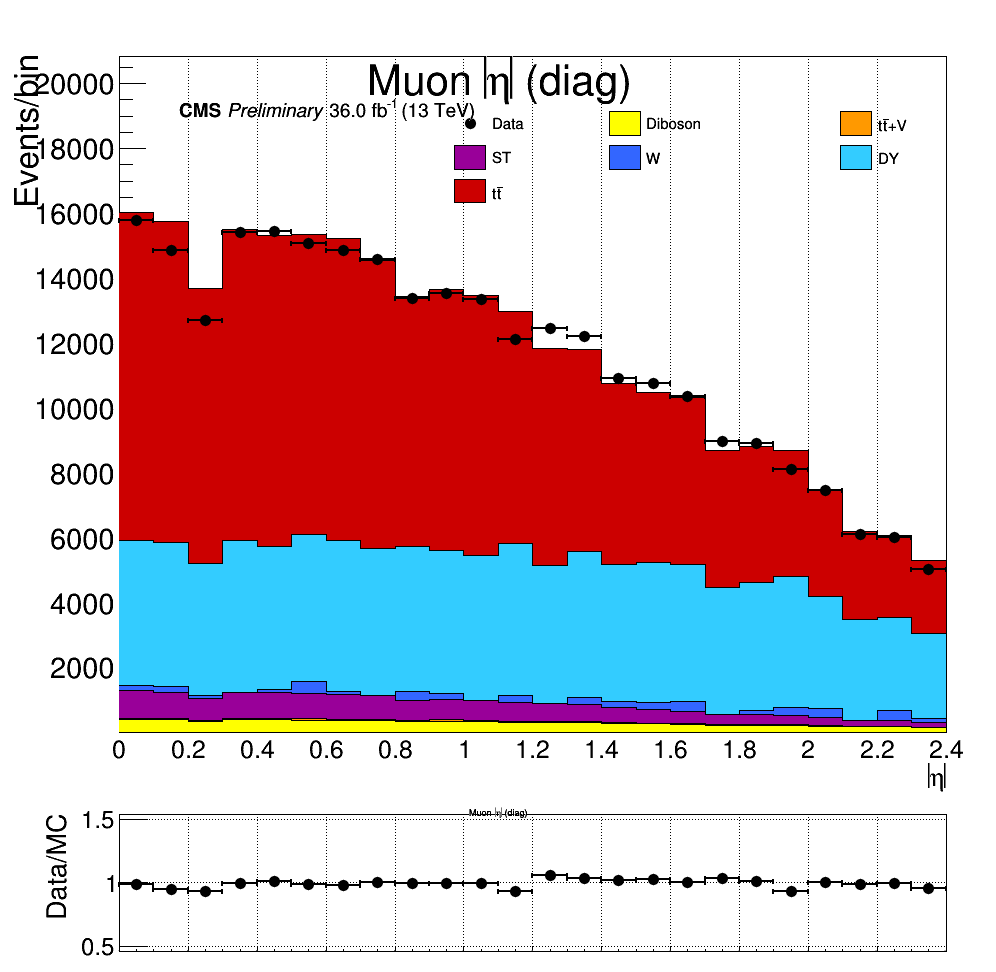 Muon |η| (diag)
CMS Preliminary 36.0 fb⁻¹ (13 TeV)
Events/bin
Data
Diboson
tt̄+V
ST
W
DY
tt̄
20000
18000
16000
14000
12000
10000
8000
6000
4000
2000
0 0.2 0.4 0.6 0.8 1 1.2 1.4 1.6 1.8 2 2.2 2.4
|η|
Muon |η| (diag)
Data/MC
1.5
1
0.5